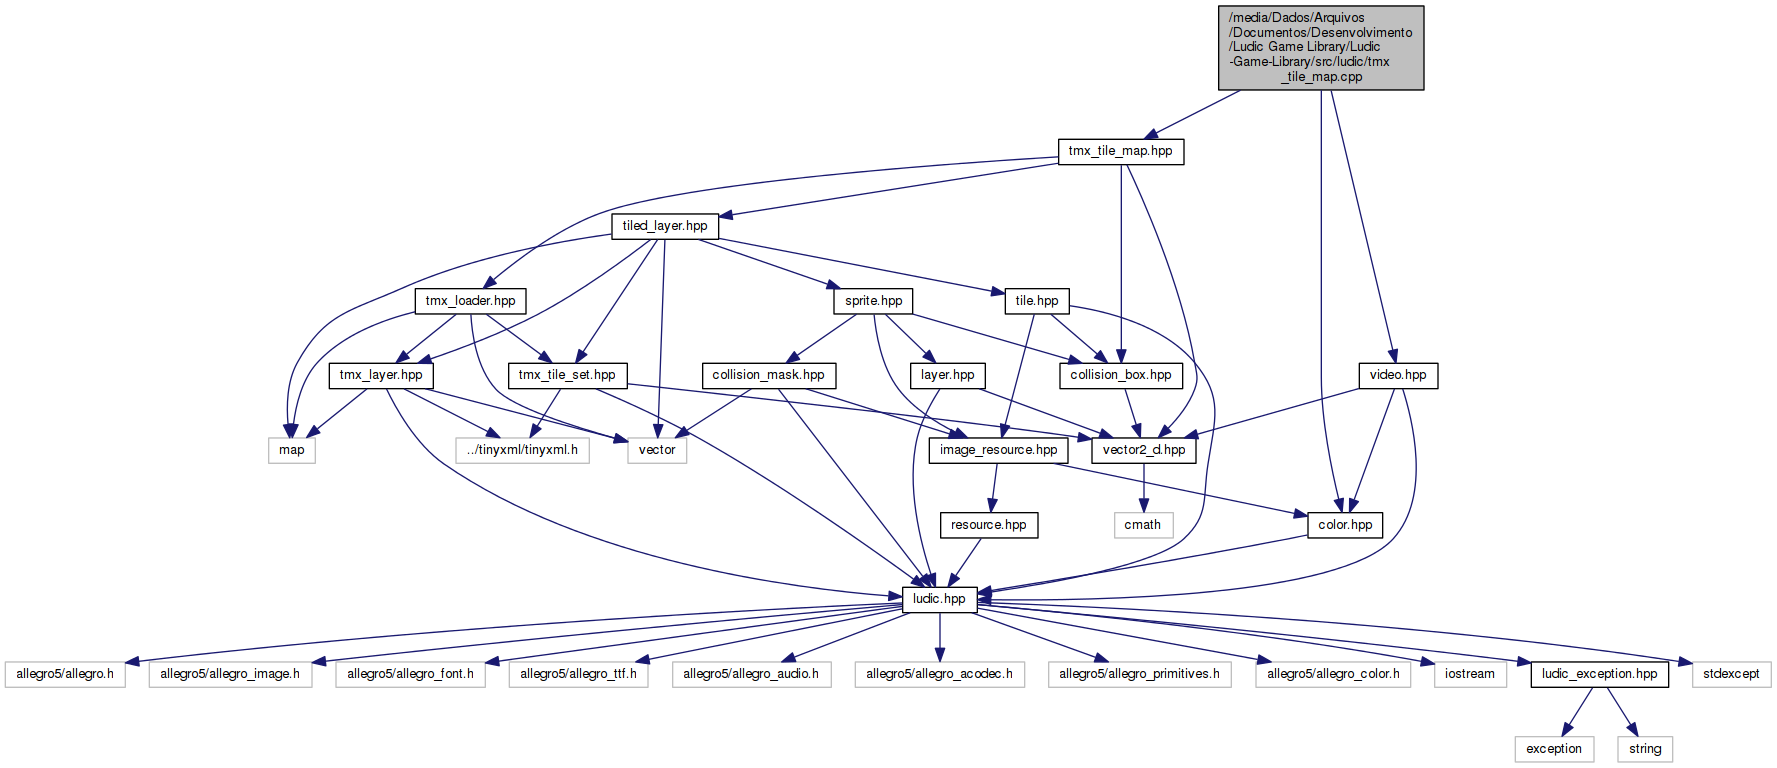 /media/Dados/Arquivos
/Documentos/Desenvolvimento
/Ludic Game Library/Ludic
-Game-Library/src/ludic/tmx
_tile_map.cpp
tmx_tile_map.hpp
tiled_layer.hpp
tmx_loader.hpp
sprite.hpp
tile.hpp
tmx_layer.hpp
tmx_tile_set.hpp
collision_mask.hpp
layer.hpp
collision_box.hpp
video.hpp
map
../tinyxml/tinyxml.h
vector
image_resource.hpp
vector2_d.hpp
resource.hpp
cmath
color.hpp
ludic.hpp
allegro5/allegro.h
allegro5/allegro_image.h
allegro5/allegro_font.h
allegro5/allegro_ttf.h
allegro5/allegro_audio.h
allegro5/allegro_acodec.h
allegro5/allegro_primitives.h
allegro5/allegro_color.h
iostream
ludic_exception.hpp
stdexcept
exception
string